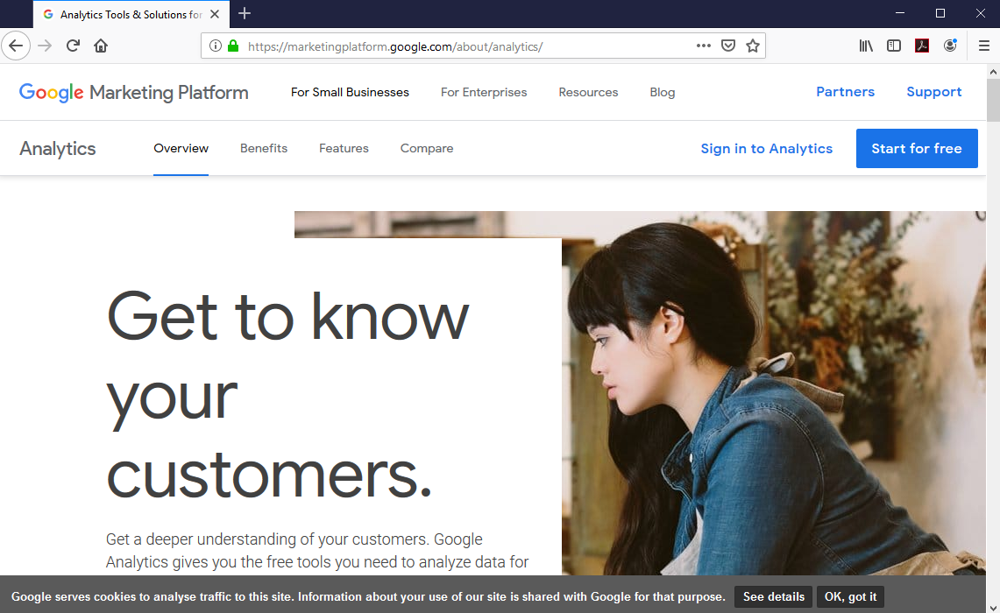 Analytics Tools & Solutions for
https://marketingplatform.google.com/about/analytics/
Google Marketing Platform For Small Businesses For Enterprises Resources Blog Partners Support
Analytics Overview Benefits Features Compare Sign in to Analytics Start for free
Get to know
your
customers.
Get a deeper understanding of your customers. Google
Analytics gives you the free tools you need to analyze data for
Google serves cookies to analyse traffic to this site. Information about your use of our site is shared with Google for that purpose. See details OK, got it